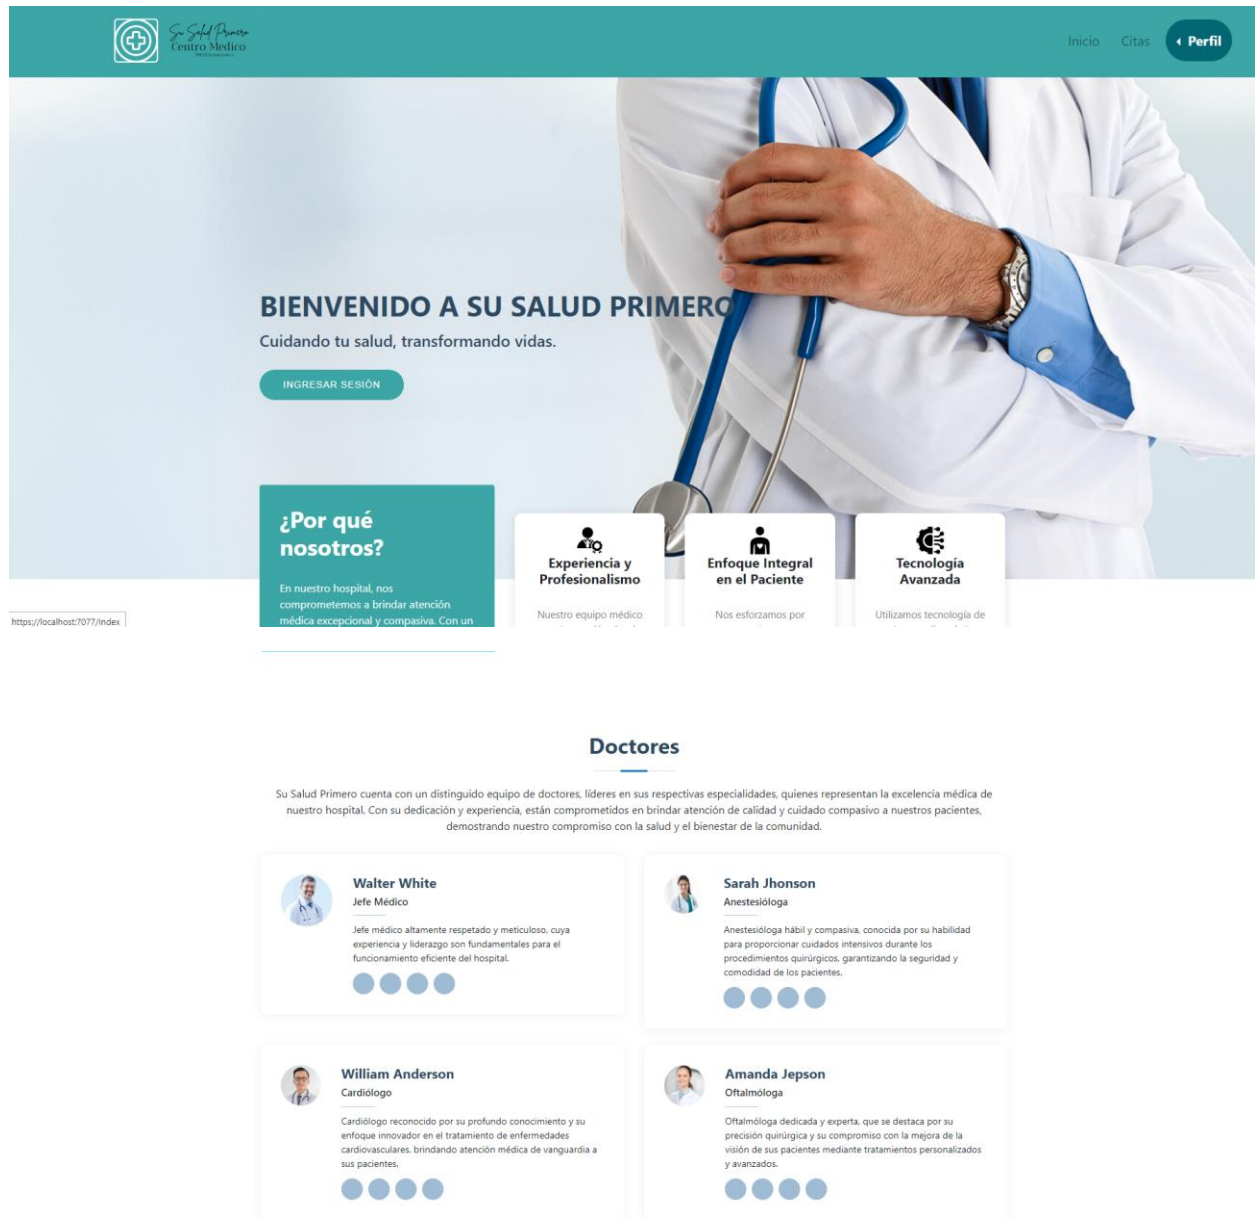 Su Salud Primero
Centro Medico
Inicio Citas Perfil
BIENVENIDO A SU SALUD PRIMERO
Cuidando tu salud, transformando vidas.
INGRESAR SESIÓN
¿Por qué
nosotros?
En nuestro hospital, nos
comprometemos a brindar atención
médica excepcional y compasiva. Con un
Experiencia y
Profesionalismo
Nuestro equipo médico
Enfoque Integral
en el Paciente
Nos esforzamos por
Tecnología
Avanzada
Utilizamos tecnología de
https://localhost:7077/Index
Doctores
Su Salud Primero cuenta con un distinguido equipo de doctores, líderes en sus respectivas especialidades, quienes representan la excelencia médica de
nuestro hospital. Con su dedicación y experiencia, están comprometidos en brindar atención de calidad y cuidado compasivo a nuestros pacientes,
demostrando nuestro compromiso con la salud y el bienestar de la comunidad.
Walter White
Jefe Médico
Jefe médico altamente respetado y meticuloso, cuya
experiencia y liderazgo son fundamentales para el
funcionamiento eficiente del hospital.
Sarah Jhonson
Anestesióloga
Anestesióloga hábil y compasiva, conocida por su habilidad
para proporcionar cuidados intensivos durante los
procedimientos quirúrgicos, garantizando la seguridad y
comodidad de los pacientes.
William Anderson
Cardiólogo
Cardiólogo reconocido por su profundo conocimiento y su
enfoque innovador en el tratamiento de enfermedades
cardiovasculares, brindando atención médica de vanguardia a
sus pacientes.
Amanda Jepson
Oftalmóloga
Oftalmóloga dedicada y experta, que se destaca por su
precisión quirúrgica y su compromiso con la mejora de la
visión de sus pacientes mediante tratamientos personalizados
y avanzados.